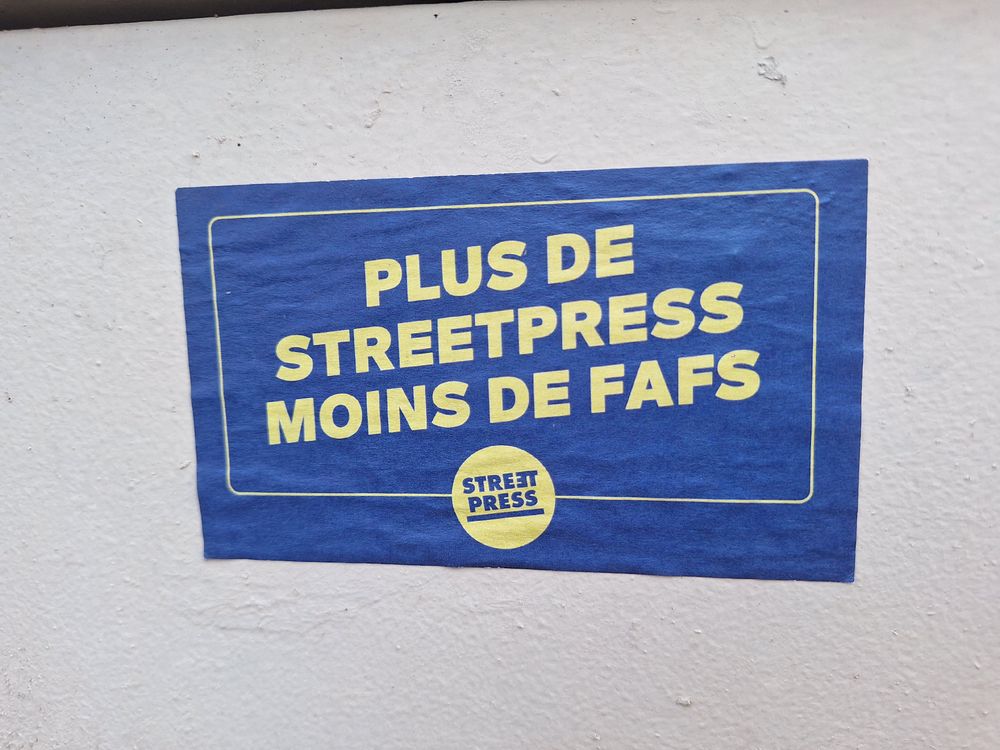 PLUS DE
STREETPRESS
MOINS DE FAFS
STREET
PRESS